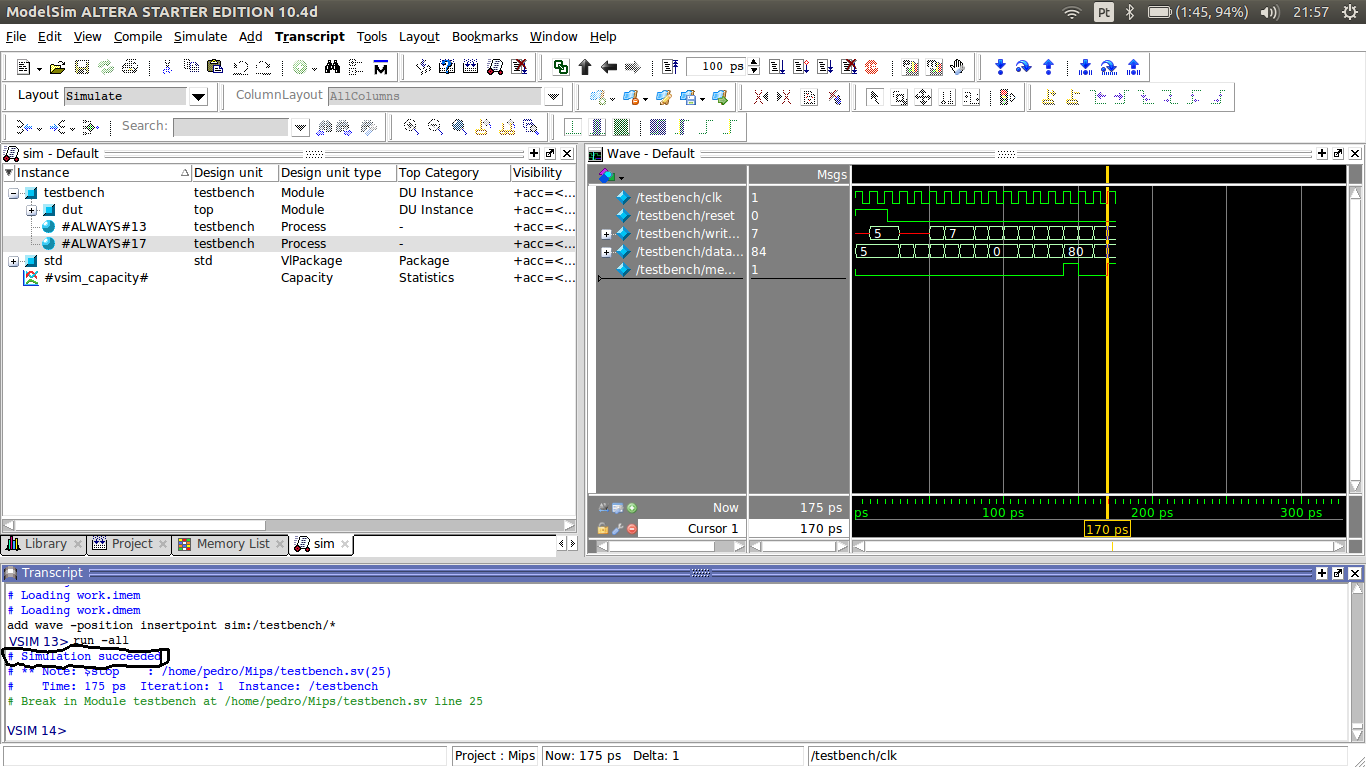 ModelSim ALTERA STARTER EDITION 10.4d
Pt
(1:45, 94%)
21:57
File Edit View Compile Simulate Add Transcript Tools Layout Bookmarks Window Help
100 ps
Layout Simulate
ColumnLayout AllColumns
Search:
sim - Default
Instance Design unit Design unit type Top Category Visibility
testbench testbench Module DU Instance +acc=<...
dut top Module DU Instance +acc=<...
#ALWAYS#13 testbench Process - +acc=<...
#ALWAYS#17 testbench Process - +acc=<...
std std VlPackage Package +acc=<...
#vsim_capacity# Capacity Statistics +acc=<...
Library Project Memory List sim
Wave - Default
Msgs
/testbench/clk 1
/testbench/reset 0
/testbench/writ... 7 5 7
/testbench/data... 84 5 0 80
/testbench/me... 1
Now 175 ps ps 100 ps 200 ps 300 ps
Cursor 1 170 ps 170 ps
Transcript
# Loading work.imem
# Loading work.dmem
add wave -position insertpoint sim:/testbench/*
VSIM 13> run -all
# Simulation succeeded
# ** Note: $stop : /home/pedro/Mips/testbench.sv(25)
# Time: 175 ps Iteration: 1 Instance: /testbench
# Break in Module testbench at /home/pedro/Mips/testbench.sv line 25
VSIM 14>
Project : Mips Now: 175 ps Delta: 1 /testbench/clk